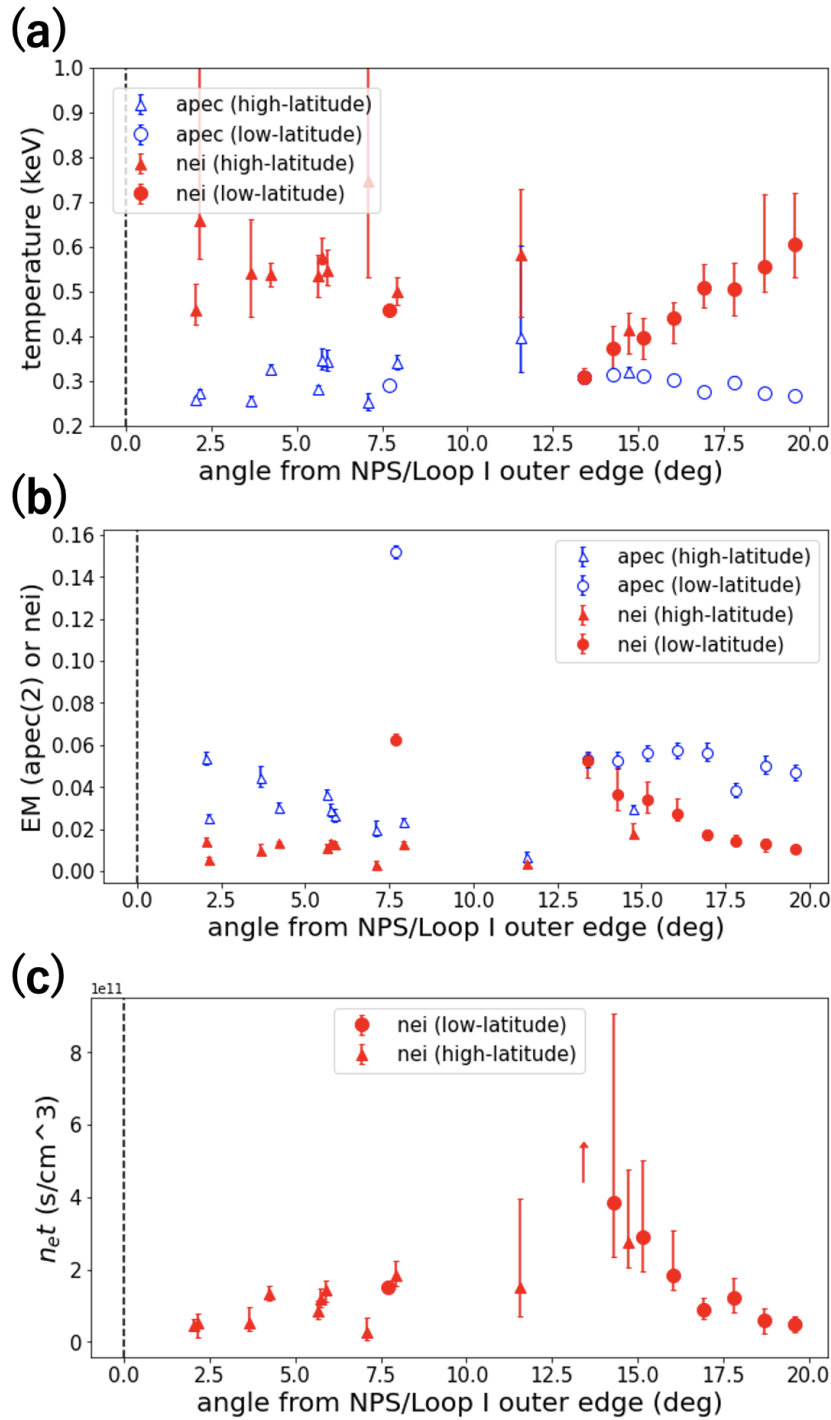 (a)
1.0
0.9
0.8
0.7
0.6
0.5
0.4
0.3
0.2
temperature (keV)
apec (high-latitude)
apec (low-latitude)
nei (high-latitude)
nei (low-latitude)
0.0 2.5 5.0 7.5 10.0 12.5 15.0 17.5 20.0
angle from NPS/Loop I outer edge (deg)
(b)
0.16
0.14
0.12
0.10
0.08
0.06
0.04
0.02
0.00
EM (apec(2) or nei)
apec (high-latitude)
apec (low-latitude)
nei (high-latitude)
nei (low-latitude)
0.0 2.5 5.0 7.5 10.0 12.5 15.0 17.5 20.0
angle from NPS/Loop I outer edge (deg)
(c)
1e11
8
6
4
2
0
n_e t (s/cm^3)
nei (low-latitude)
nei (high-latitude)
0.0 2.5 5.0 7.5 10.0 12.5 15.0 17.5 20.0
angle from NPS/Loop I outer edge (deg)